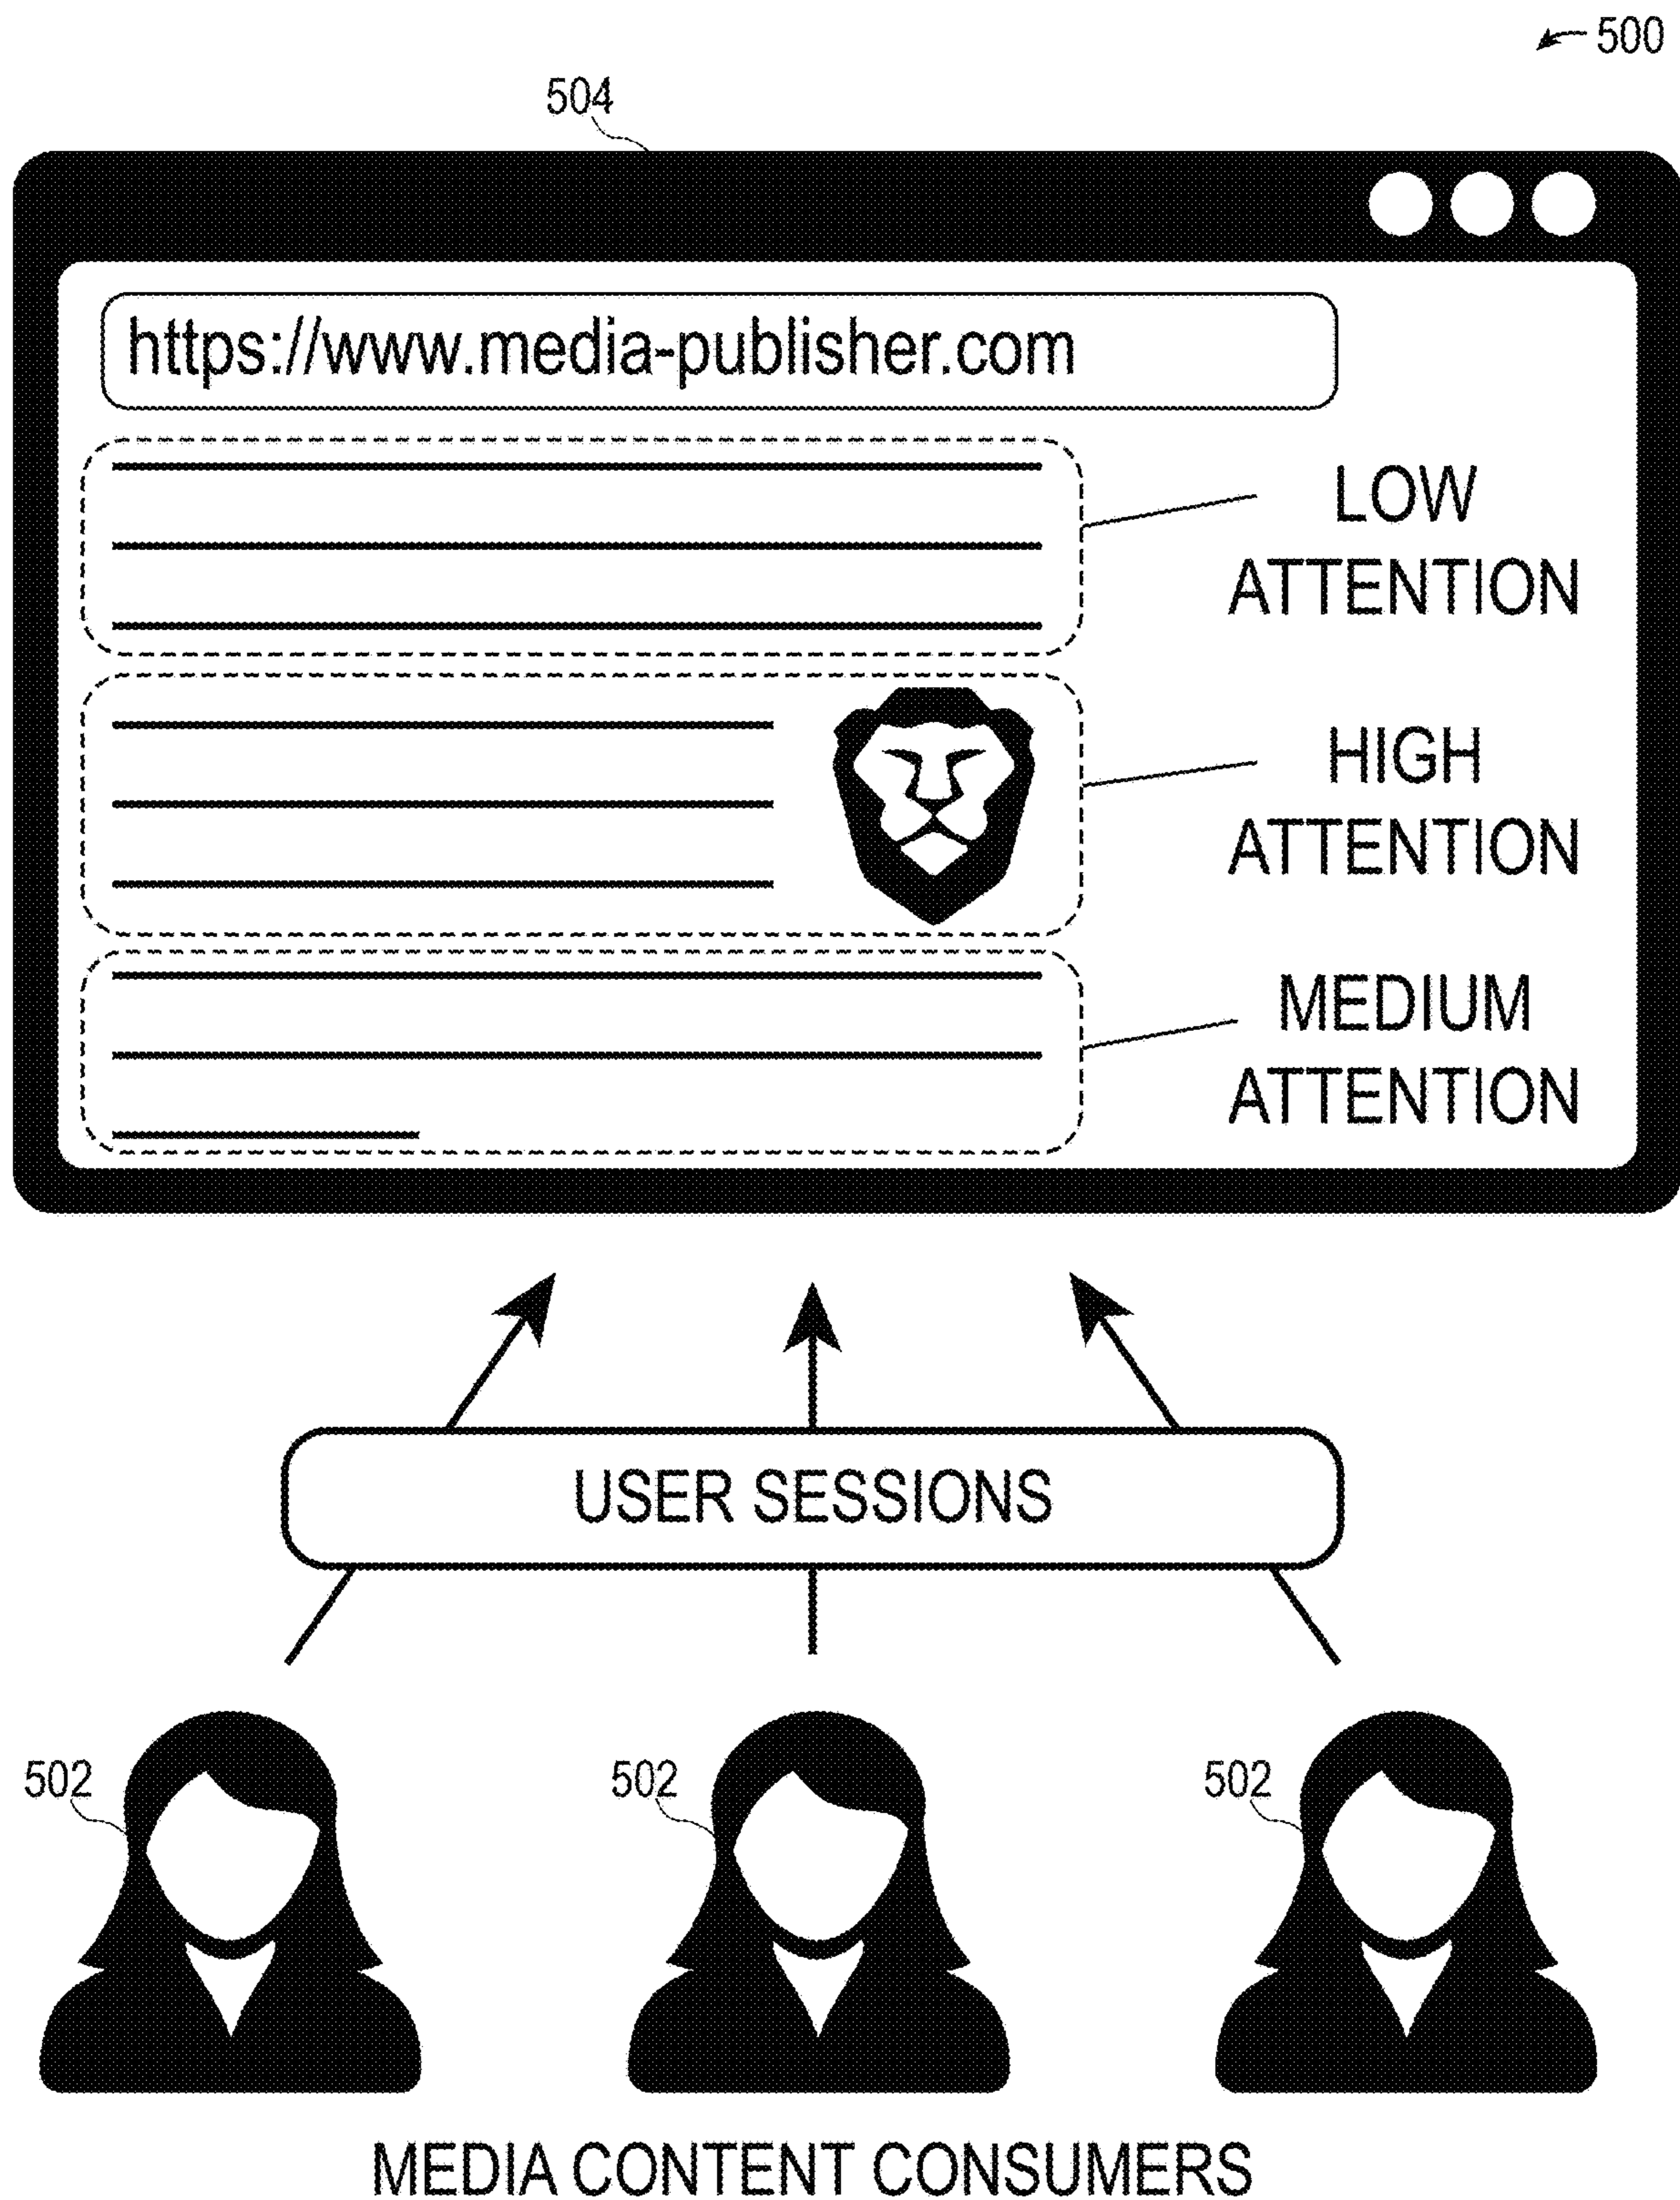 500
504
https://www.media-publisher.com
LOW
ATTENTION
HIGH
ATTENTION
MEDIUM
ATTENTION
USER SESSIONS
502
502
502
MEDIA CONTENT CONSUMERS